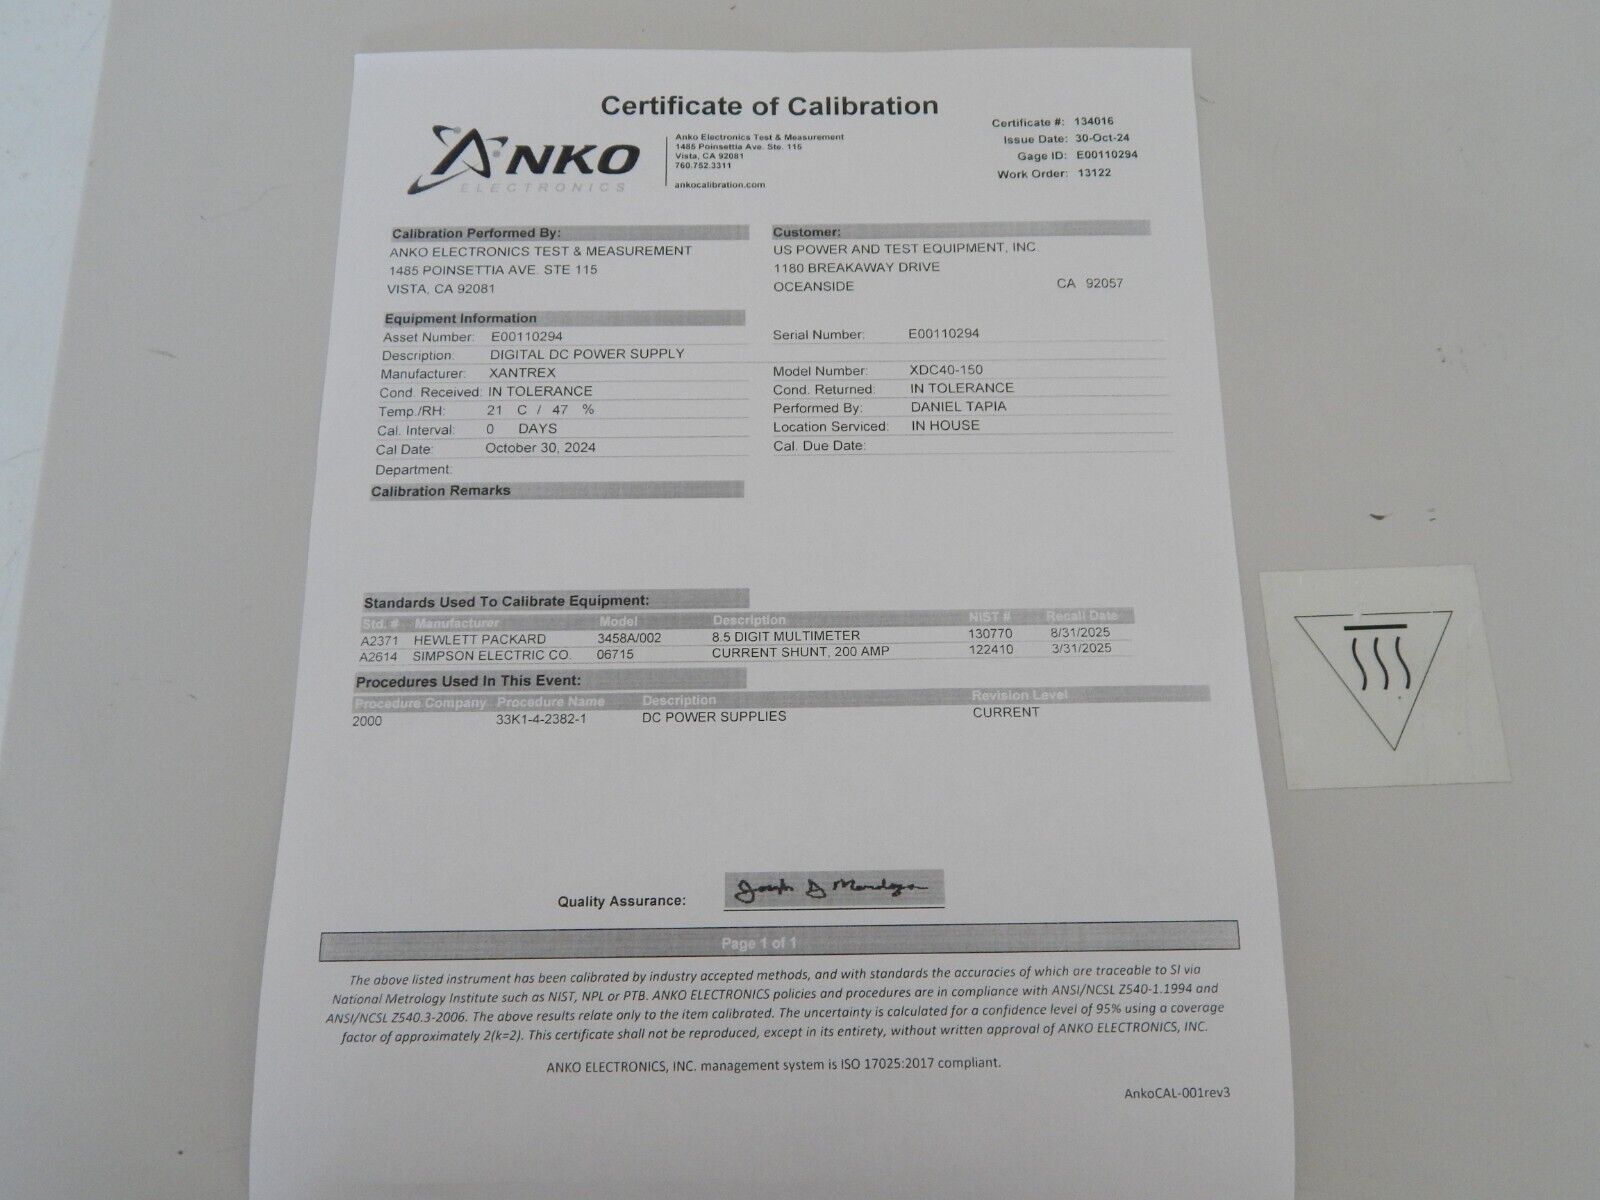 Certificate of Calibration
ANKO
ELECTRONICS
Anko Electronics Test & Measurement
1485 Poinsettia Ave. Ste. 115
Vista, CA 92081
760.752.3311
ankocalibration.com
Certificate #: 134016
Issue Date: 30-Oct-24
Gage ID: E00110294
Work Order: 13122
Calibration Performed By:
ANKO ELECTRONICS TEST & MEASUREMENT
1485 POINSETTIA AVE. STE 115
VISTA, CA 92081
Customer:
US POWER AND TEST EQUIPMENT, INC.
1180 BREAKAWAY DRIVE
OCEANSIDE CA 92057
Equipment Information
Asset Number: E00110294 Serial Number: E00110294
Description: DIGITAL DC POWER SUPPLY
Manufacturer: XANTREX Model Number: XDC40-150
Cond. Received: IN TOLERANCE Cond. Returned: IN TOLERANCE
Temp./RH: 21 C / 47 % Performed By: DANIEL TAPIA
Cal. Interval: 0 DAYS Location Serviced: IN HOUSE
Cal Date: October 30, 2024 Cal. Due Date:
Department:
Calibration Remarks
Standards Used To Calibrate Equipment:
Std. # Manufacturer Model Description NIST # Recall Date
A2371 HEWLETT PACKARD 3458A/002 8.5 DIGIT MULTIMETER 130770 8/31/2025
A2614 SIMPSON ELECTRIC CO. 06715 CURRENT SHUNT, 200 AMP 122410 3/31/2025
Procedures Used In This Event:
Procedure Company Procedure Name Description Revision Level
2000 33K1-4-2382-1 DC POWER SUPPLIES CURRENT
Quality Assurance: Joseph D Mendoza
Page 1 of 1
The above listed instrument has been calibrated by industry accepted methods, and with standards the accuracies of which are traceable to SI via
National Metrology Institute such as NIST, NPL or PTB. ANKO ELECTRONICS policies and procedures are in compliance with ANSI/NCSL Z540-1.1994 and
ANSI/NCSL Z540.3-2006. The above results relate only to the item calibrated. The uncertainty is calculated for a confidence level of 95% using a coverage
factor of approximately 2(k=2). This certificate shall not be reproduced, except in its entirety, without written approval of ANKO ELECTRONICS, INC.
ANKO ELECTRONICS, INC. management system is ISO 17025:2017 compliant.
AnkoCAL-001rev3